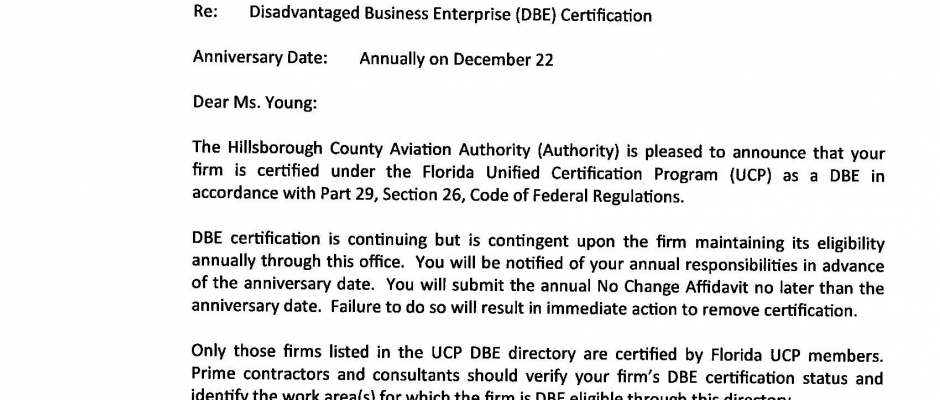 Re: Disadvantaged Business Enterprise (DBE) Certification
Anniversary Date: Annually on December 22
Dear Ms. Young:
The Hillsborough County Aviation Authority (Authority) is pleased to announce that your
firm is certified under the Florida Unified Certification Program (UCP) as a DBE in
accordance with Part 29, Section 26, Code of Federal Regulations.
DBE certification is continuing but is contingent upon the firm maintaining its eligibility
annually through this office. You will be notified of your annual responsibilities in advance
of the anniversary date. You will submit the annual No Change Affidavit no later than the
anniversary date. Failure to do so will result in immediate action to remove certification.
Only those firms listed in the UCP DBE directory are certified by Florida UCP members.
Prime contractors and consultants should verify your firm's DBE certification status and
identify the work area(s) for which the firm is DBE eligible through this directory.